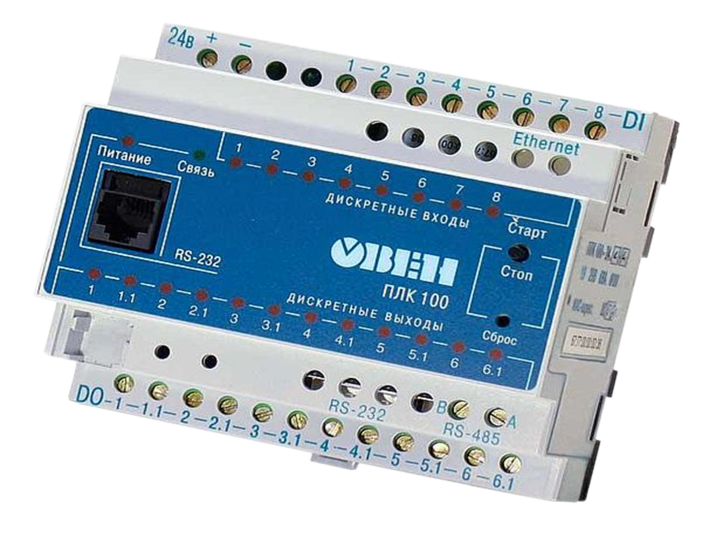 24в + − 1 – 2 – 3 – 4 – 5 – 6 – 7 – 8 – DI
Ethernet
Питание
Связь
1 2 3 4 5 6 7 8
ДИСКРЕТНЫЕ ВХОДЫ
Старт
Стоп
RS-232
ОВЕН
ПЛК 100
Сброс
ДИСКРЕТНЫЕ ВЫХОДЫ
1 1.1 2 2.1 3 3.1 4 4.1 5 5.1 6 6.1
RS-232
B
A
RS-485
DO-1 – 1.1 – 2 – 2.1 – 3 – 3.1 – 4 – 4.1 – 5 – 5.1 – 6 – 6.1